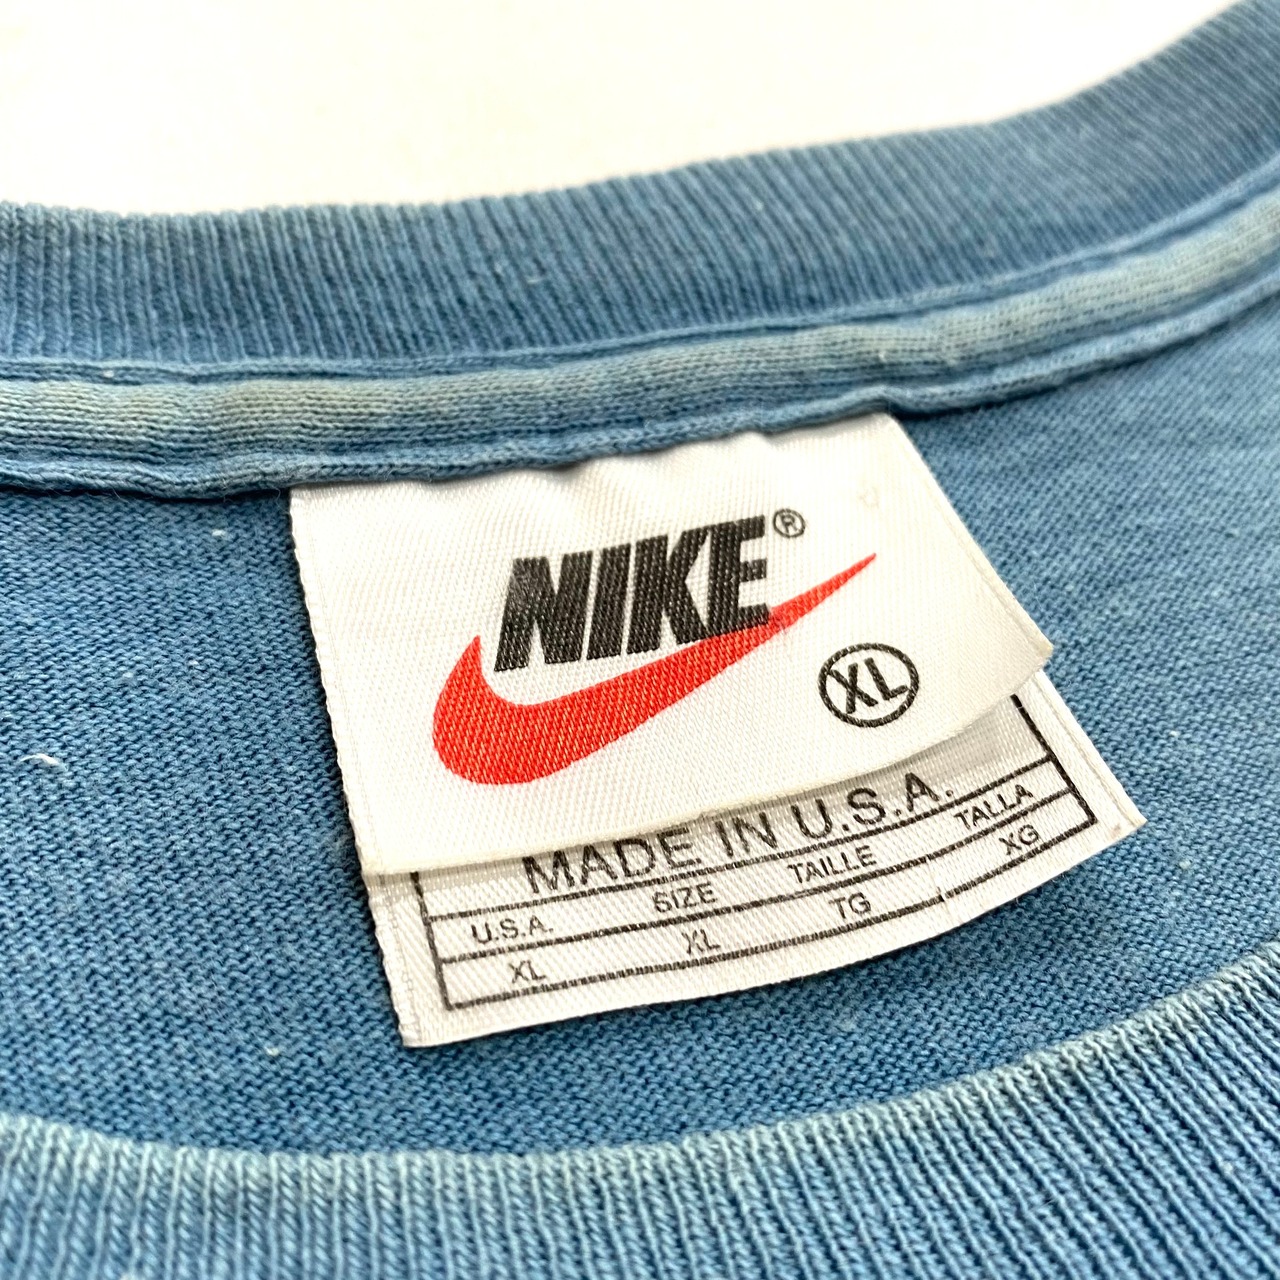 NIKE®
XL
MADE IN U.S.A.
U.S.A. SIZE TAILLE TALLA
XL XL TG XG